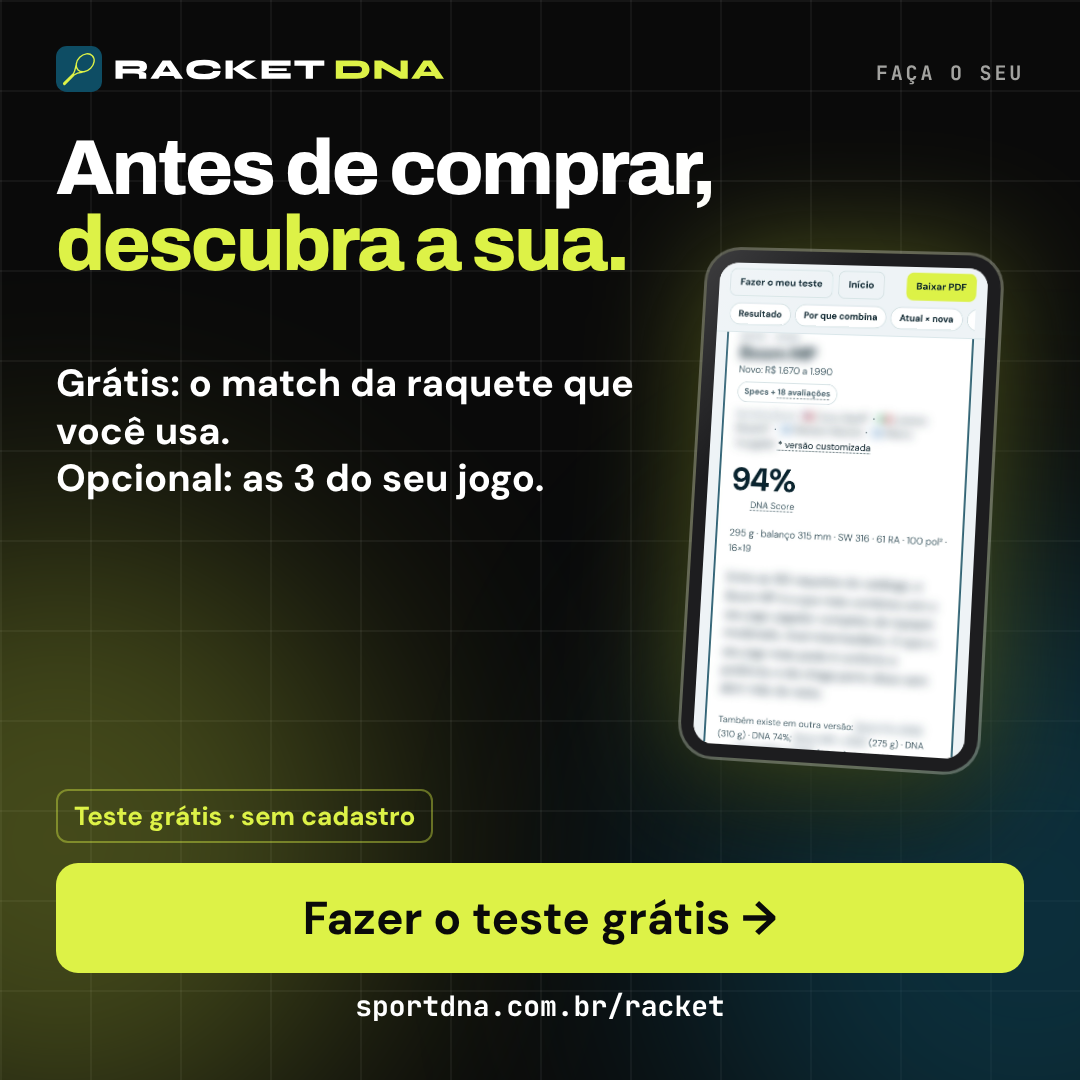 RACKET DNA
FAÇA O SEU
Antes de comprar,
descubra a sua.
Grátis: o match da raquete que
você usa.
Opcional: as 3 do seu jogo.
Fazer o meu teste
Início
Baixar PDF
Resultado
Por que combina
Atual × nova
Novo: R$ 1.670 a 1.990
Specs + 18 avaliações
* versão customizada
94%
DNA Score
295 g · balanço 315 mm · SW 316 · 61 RA · 100 pol² ·
16×19
Também existe em outra versão:
(310 g) · DNA 74%; (275 g) · DNA
Teste grátis · sem cadastro
Fazer o teste grátis →
sportdna.com.br/racket